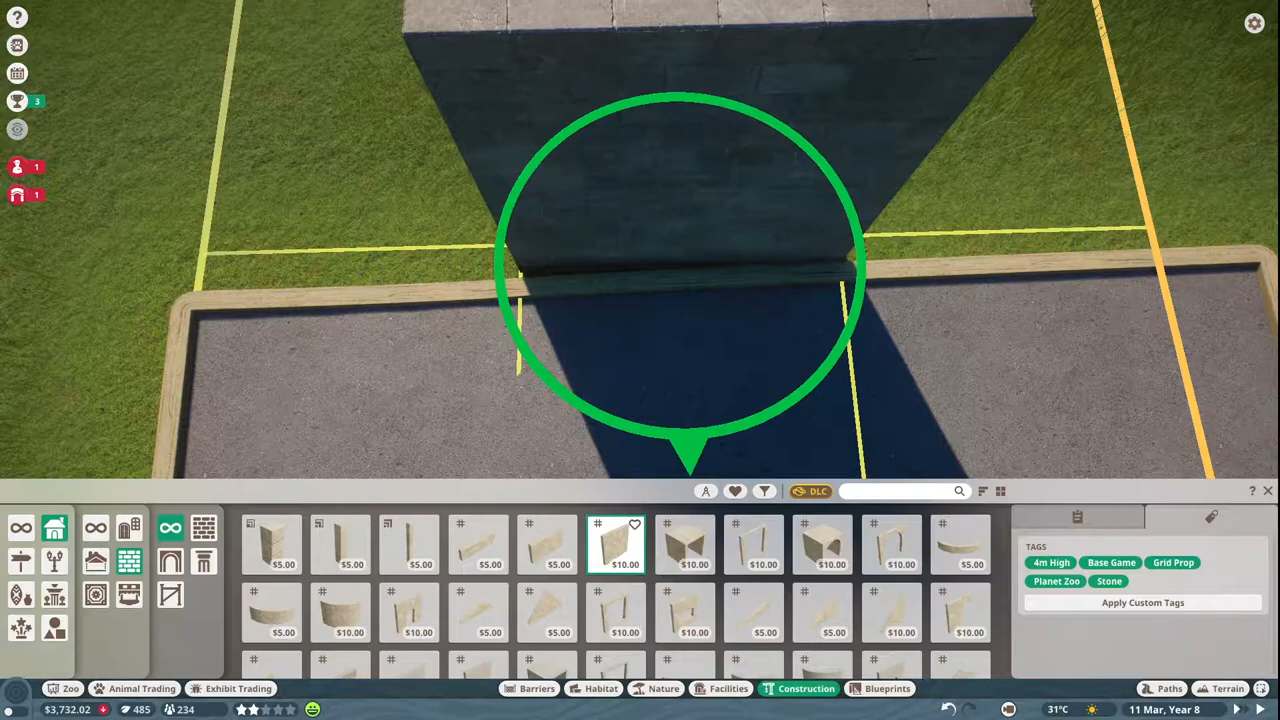 ?
3
1
1
DLC
? ×
$5.00 $5.00 $5.00 $5.00 $5.00 $10.00 $10.00 $10.00 $10.00 $10.00 $5.00
$5.00 $10.00 $10.00 $5.00 $5.00 $10.00 $10.00 $5.00 $5.00 $10.00 $10.00
TAGS
4m High Base Game Grid Prop
Planet Zoo Stone
Apply Custom Tags
Zoo Animal Trading Exhibit Trading Barriers Habitat Nature Facilities Construction Blueprints Paths Terrain
$3,732.02 485 234 31°C 11 Mar, Year 8